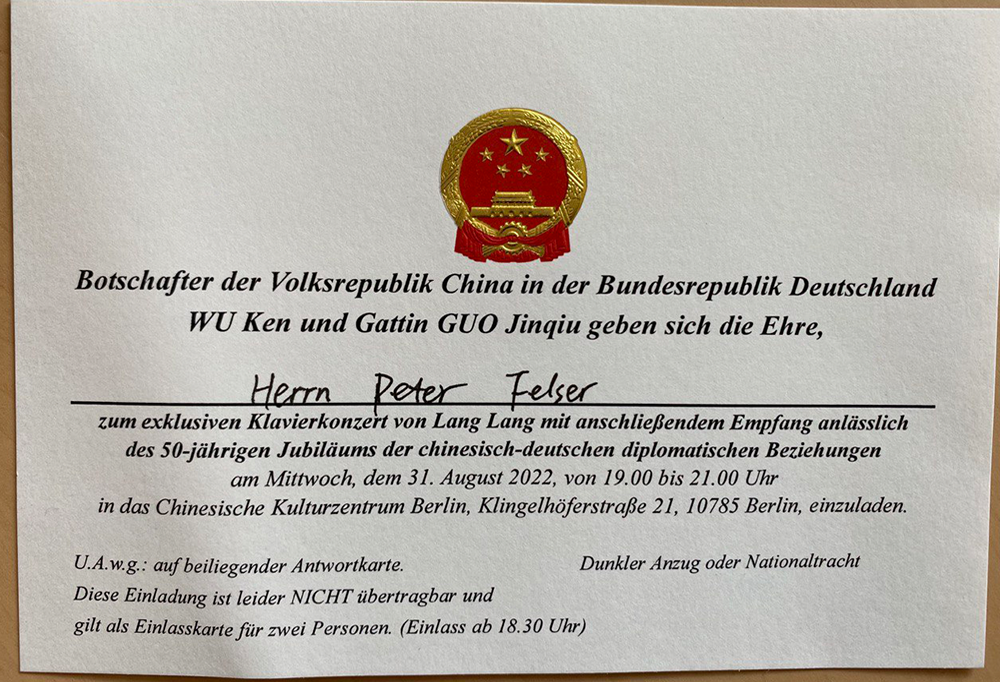 Botschafter der Volksrepublik China in der Bundesrepublik Deutschland
WU Ken und Gattin GUO Jinqiu geben sich die Ehre,
Herrn Peter Felser
zum exklusiven Klavierkonzert von Lang Lang mit anschließendem Empfang anlässlich
des 50-jährigen Jubiläums der chinesisch-deutschen diplomatischen Beziehungen
am Mittwoch, dem 31. August 2022, von 19.00 bis 21.00 Uhr
in das Chinesische Kulturzentrum Berlin, Klingelhöferstraße 21, 10785 Berlin, einzuladen.
U.A.w.g.: auf beiliegender Antwortkarte.
Dunkler Anzug oder Nationaltracht
Diese Einladung ist leider NICHT übertragbar und
gilt als Einlasskarte für zwei Personen. (Einlass ab 18.30 Uhr)